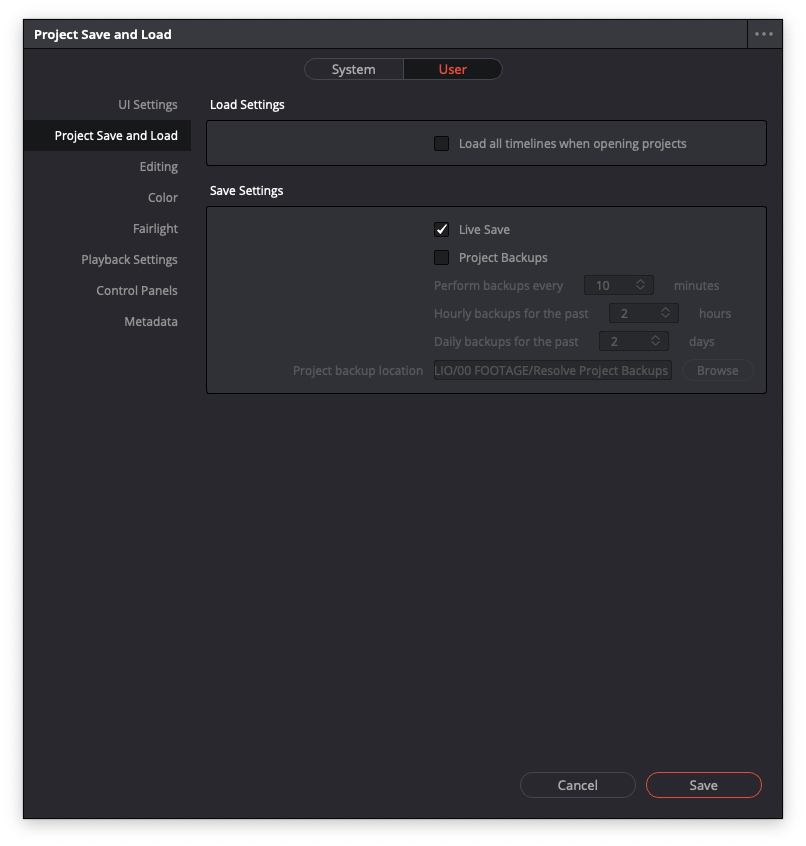 Project Save and Load
System User
UI Settings
Project Save and Load
Editing
Color
Fairlight
Playback Settings
Control Panels
Metadata
Load Settings
Load all timelines when opening projects
Save Settings
Live Save
Project Backups
Perform backups every 10 minutes
Hourly backups for the past 2 hours
Daily backups for the past 2 days
Project backup location LIO/00 FOOTAGE/Resolve Project Backups Browse
Cancel Save